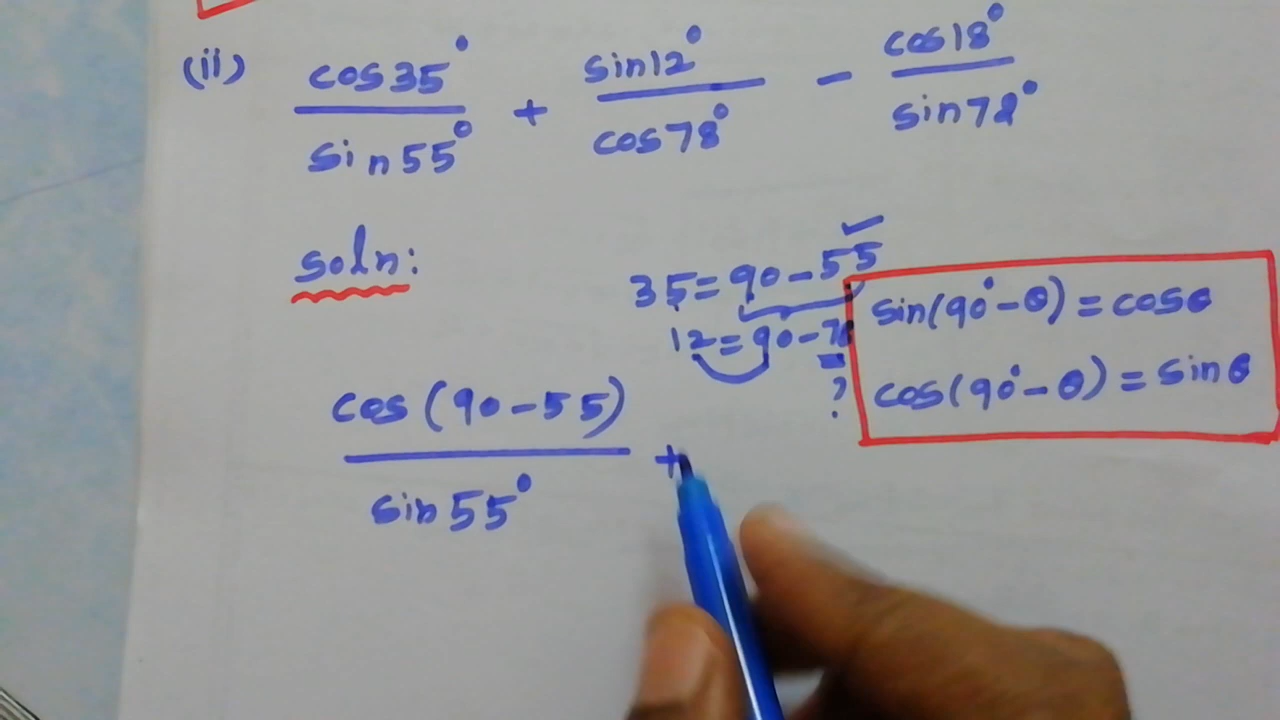 (ii) cos35°/sin55° + sin12°/cos78° - cos18°/sin72°
soln:
35=90-55
12=90-78
?
sin(90°-θ)=cosθ
cos(90°-θ)=sinθ
cos(90-55)/sin55° +